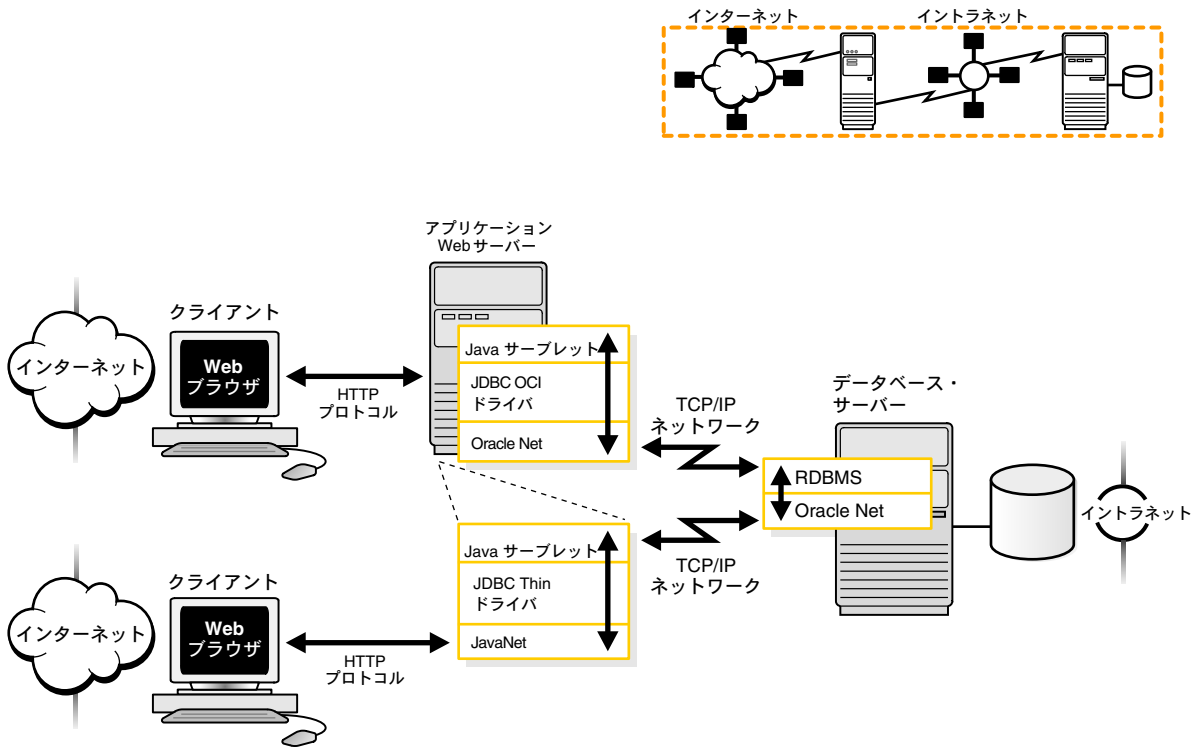 インターネット
イントラネット
アプリケーション
Webサーバー
クライアント
インターネット
Web
ブラウザ
HTTP
プロトコル
Java サーブレット
JDBC OCI
ドライバ
Oracle Net
TCP/IP
ネットワーク
データベース・
サーバー
RDBMS
Oracle Net
イントラネット
クライアント
インターネット
Web
ブラウザ
HTTP
プロトコル
Java サーブレット
JDBC Thin
ドライバ
JavaNet
TCP/IP
ネットワーク